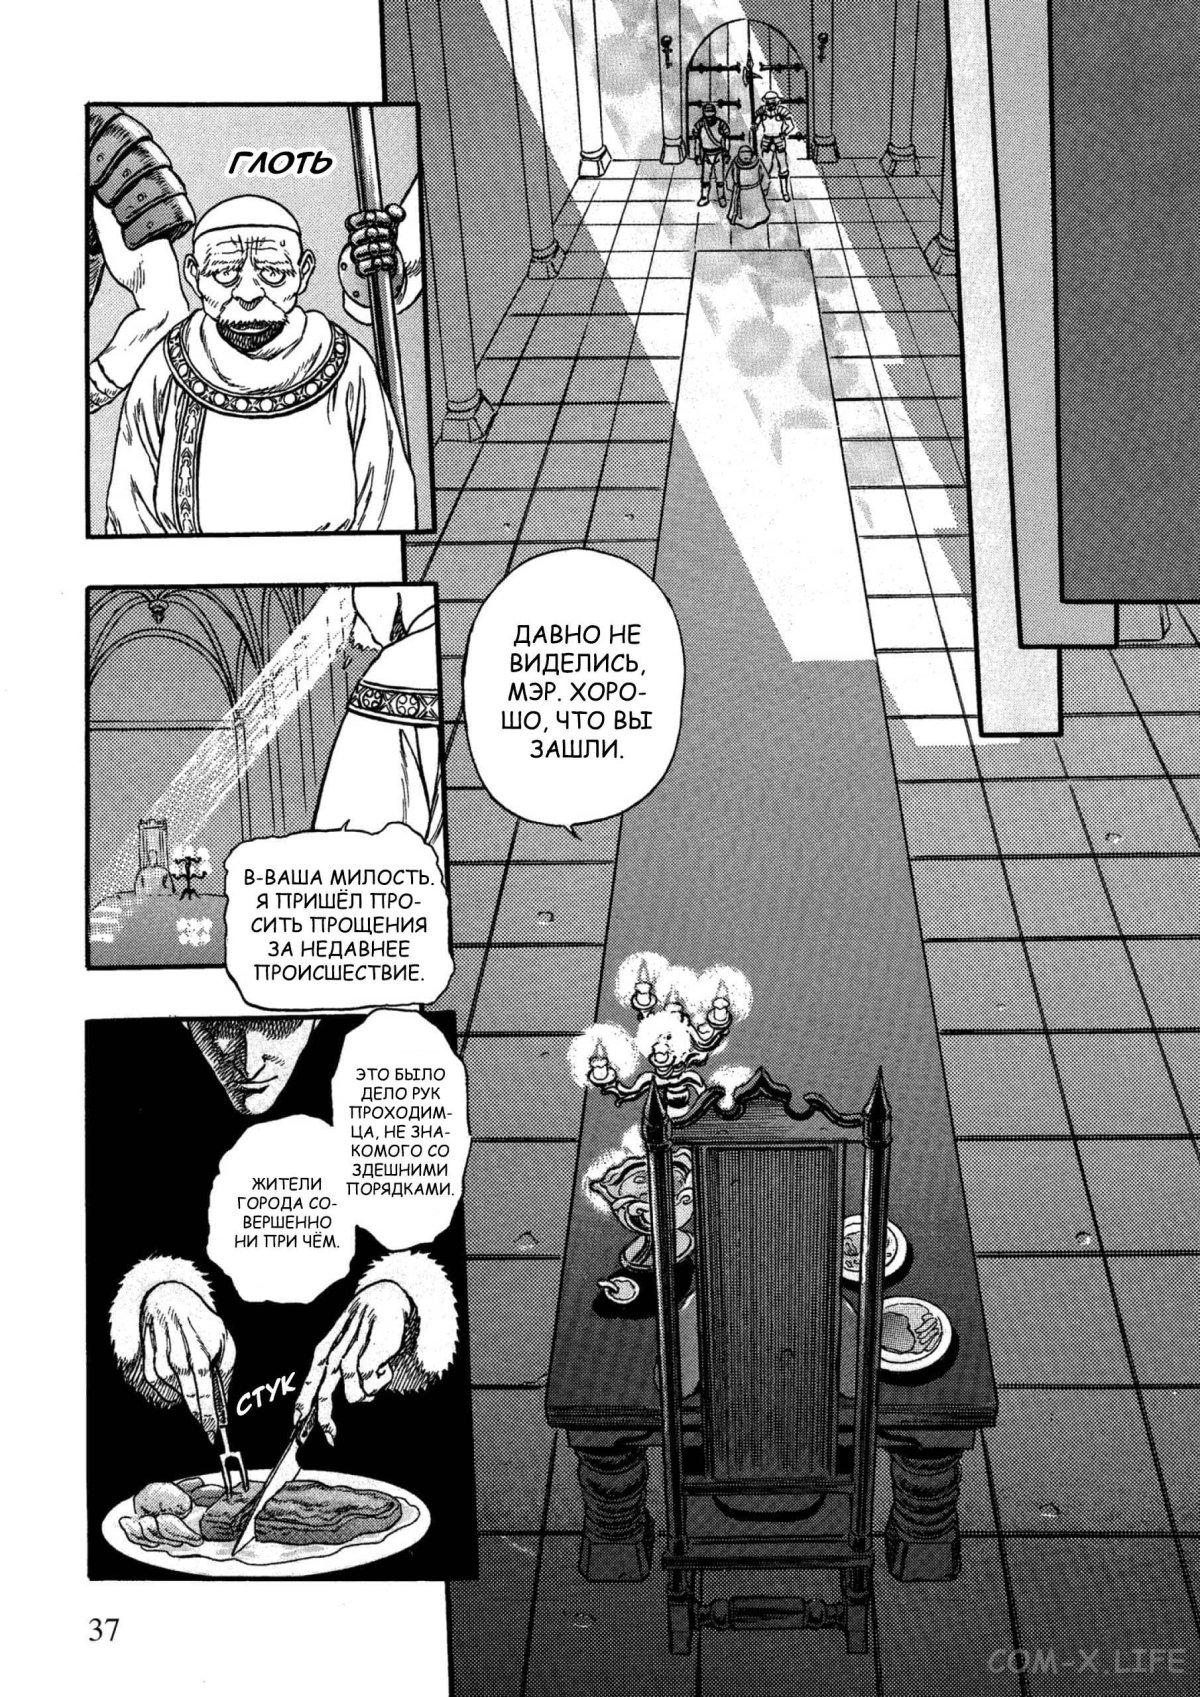 ДАВНО НЕ
ВИДЕЛИСЬ,
МЭР. ХОРО-
ШО, ЧТО ВЫ
ЗАШЛИ.
ГЛОТЬ
В-ВАША МИЛОСТЬ.
Я ПРИШЁЛ ПРО-
СИТЬ ПРОЩЕНИЯ
ЗА НЕДАВНЕЕ
ПРОИСШЕСТВИЕ.
ЭТО БЫЛО
ДЕЛО РУК
ПРОХОДИМ-
ЦА, НЕ ЗНА-
КОМОГО СО
ЗДЕШНИМИ
ПОРЯДКАМИ.
ЖИТЕЛИ
ГОРОДА СО-
ВЕРШЕННО
НИ ПРИ ЧЁМ.
СТУК
37
COM-X.LIFE